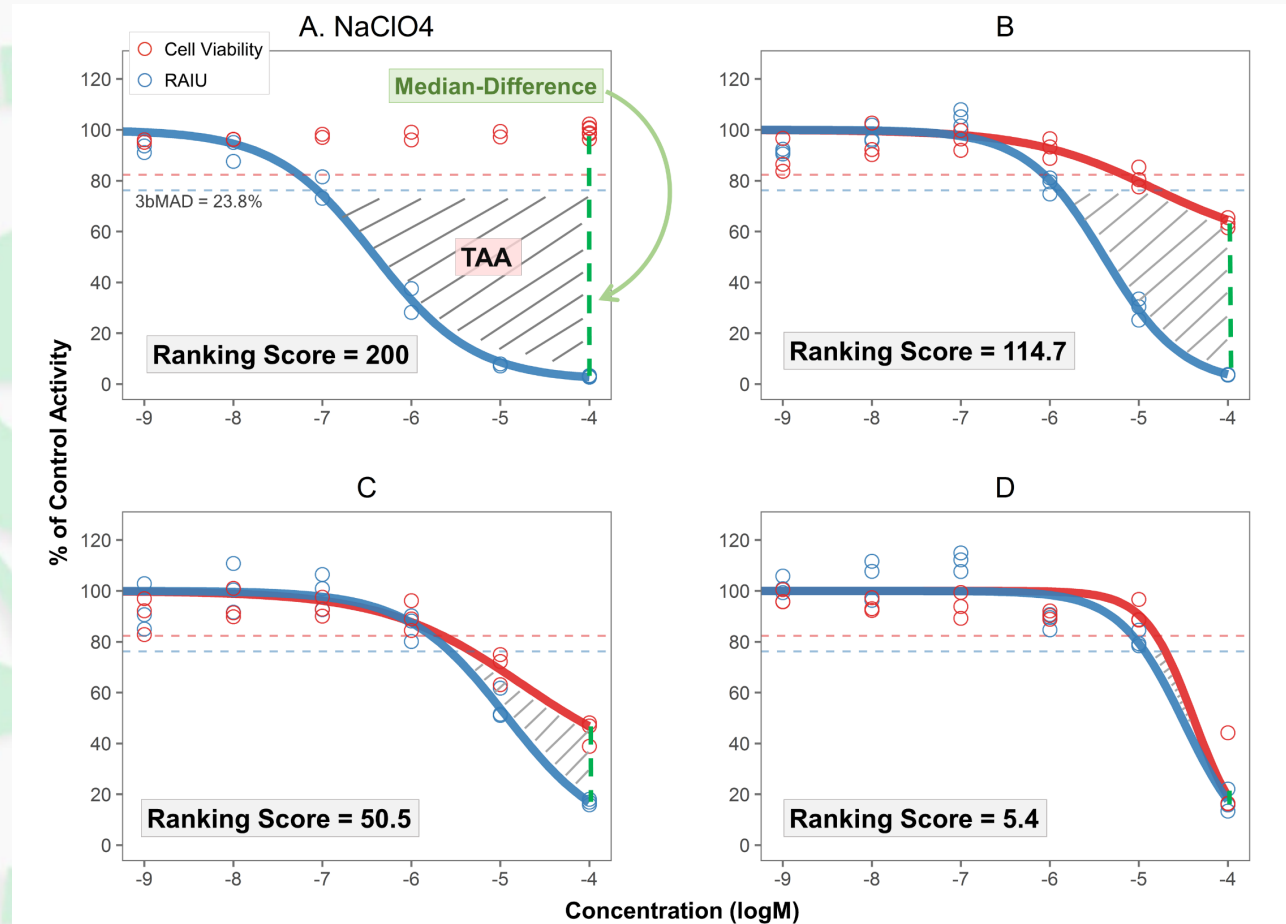 A. NaClO4
Cell Viability
RAIU
Median-Difference
120
100
80
60
40
20
0
3bMAD = 23.8%
TAA
Ranking Score = 200
-9 -8 -7 -6 -5 -4
B
120
100
80
60
40
20
0
Ranking Score = 114.7
-9 -8 -7 -6 -5 -4
% of Control Activity
C
120
100
80
60
40
20
0
Ranking Score = 50.5
-9 -8 -7 -6 -5 -4
D
120
100
80
60
40
20
0
Ranking Score = 5.4
-9 -8 -7 -6 -5 -4
Concentration (logM)